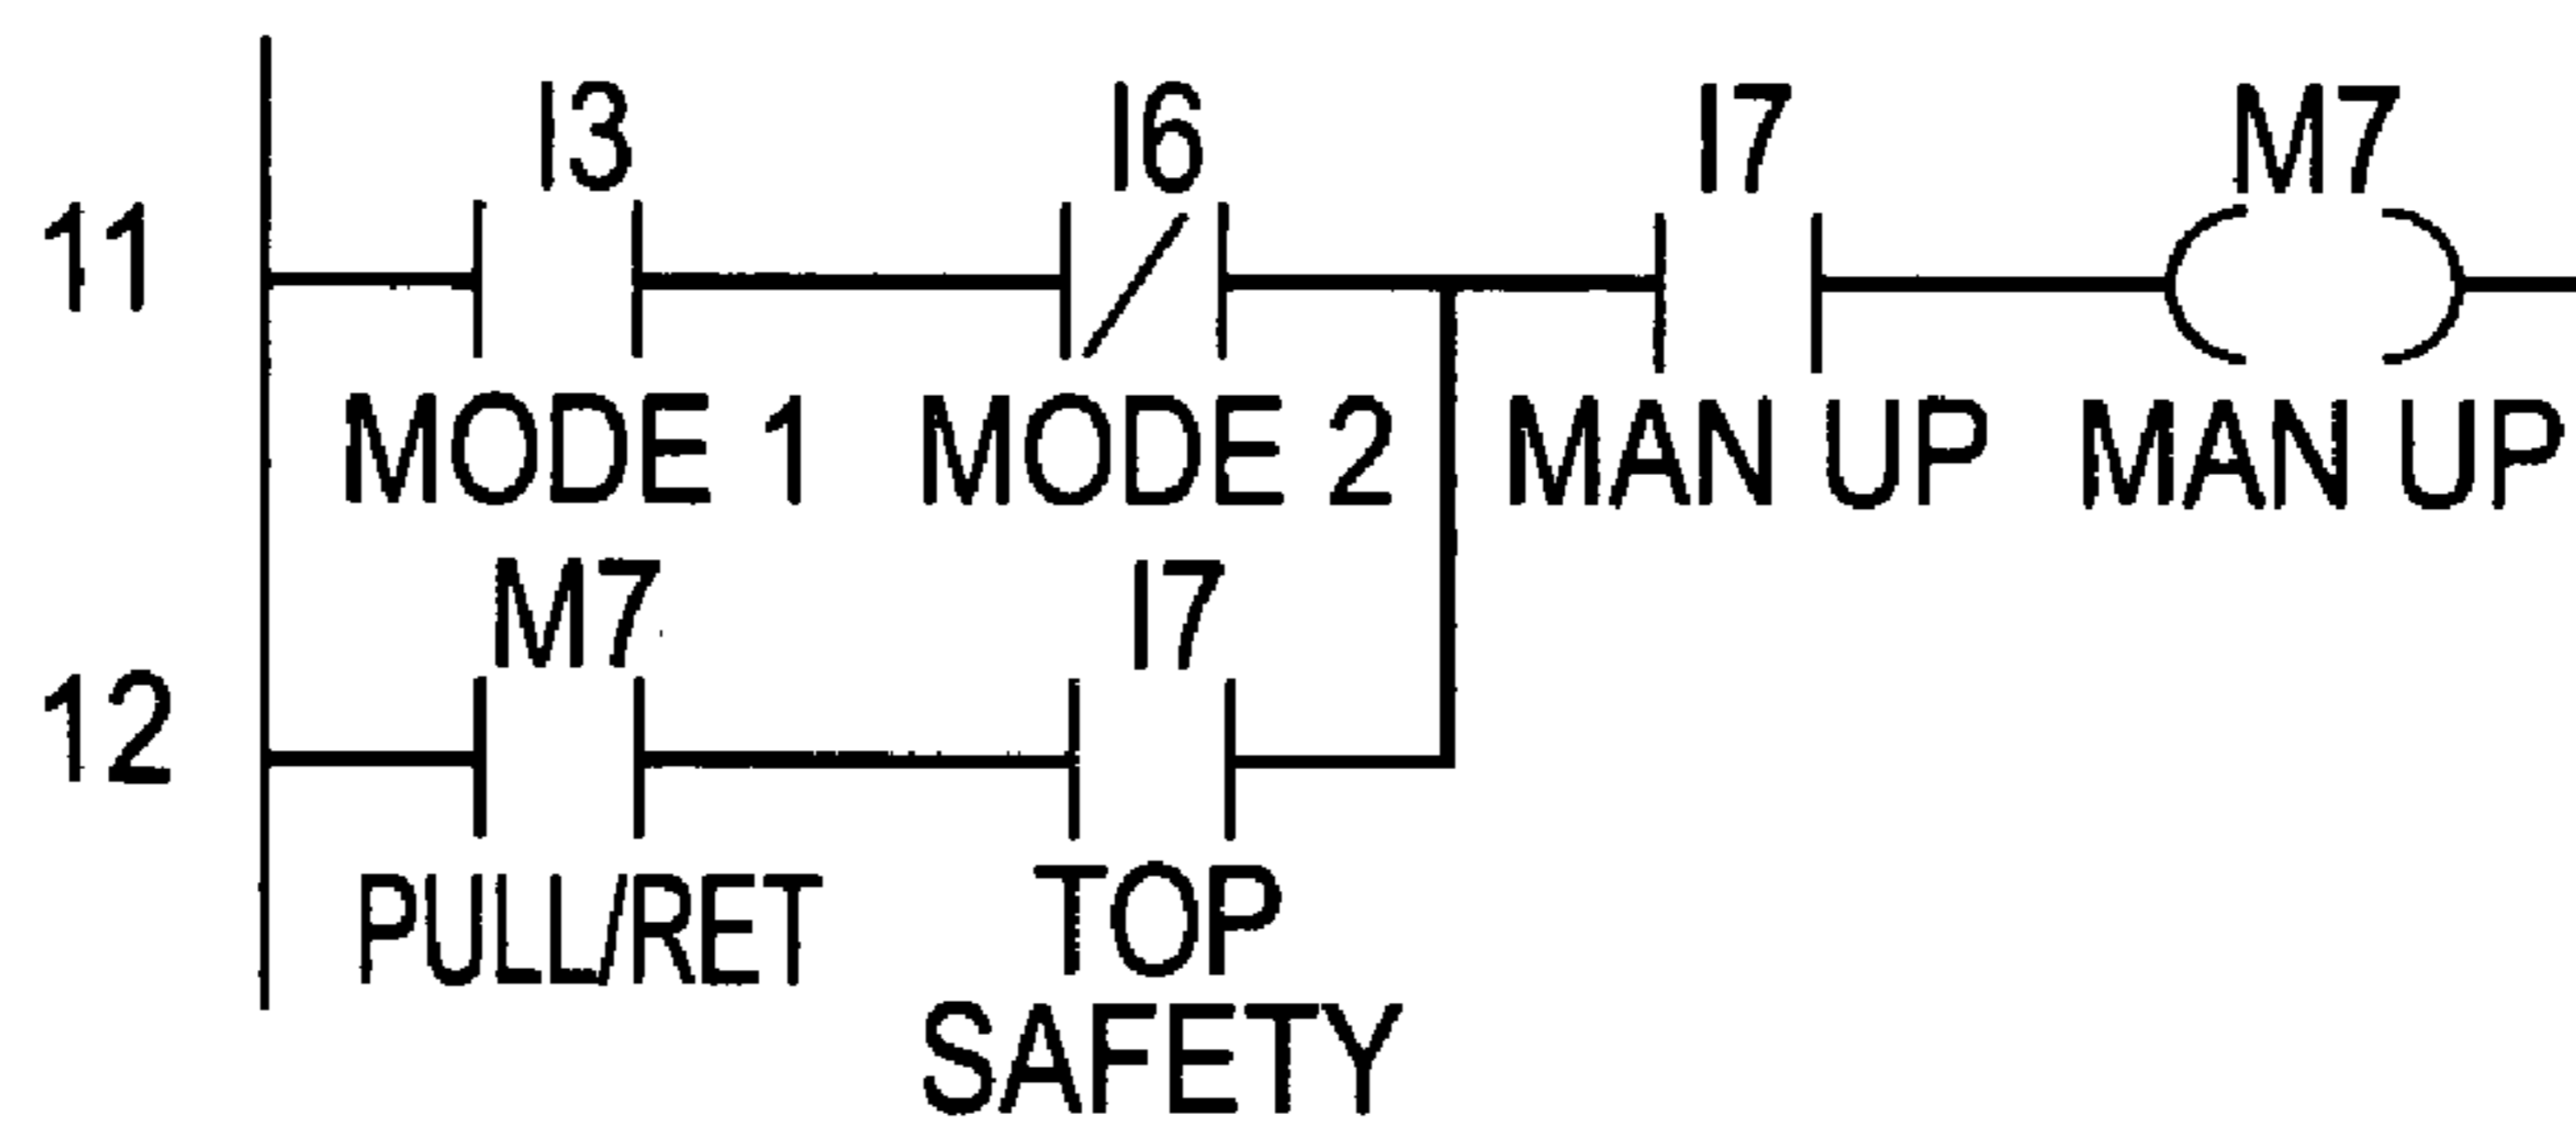 I3 I6 I7 M7
11
MODE 1 MODE 2 MAN UP MAN UP
M7 I7
12
PULL/RET TOP
SAFETY